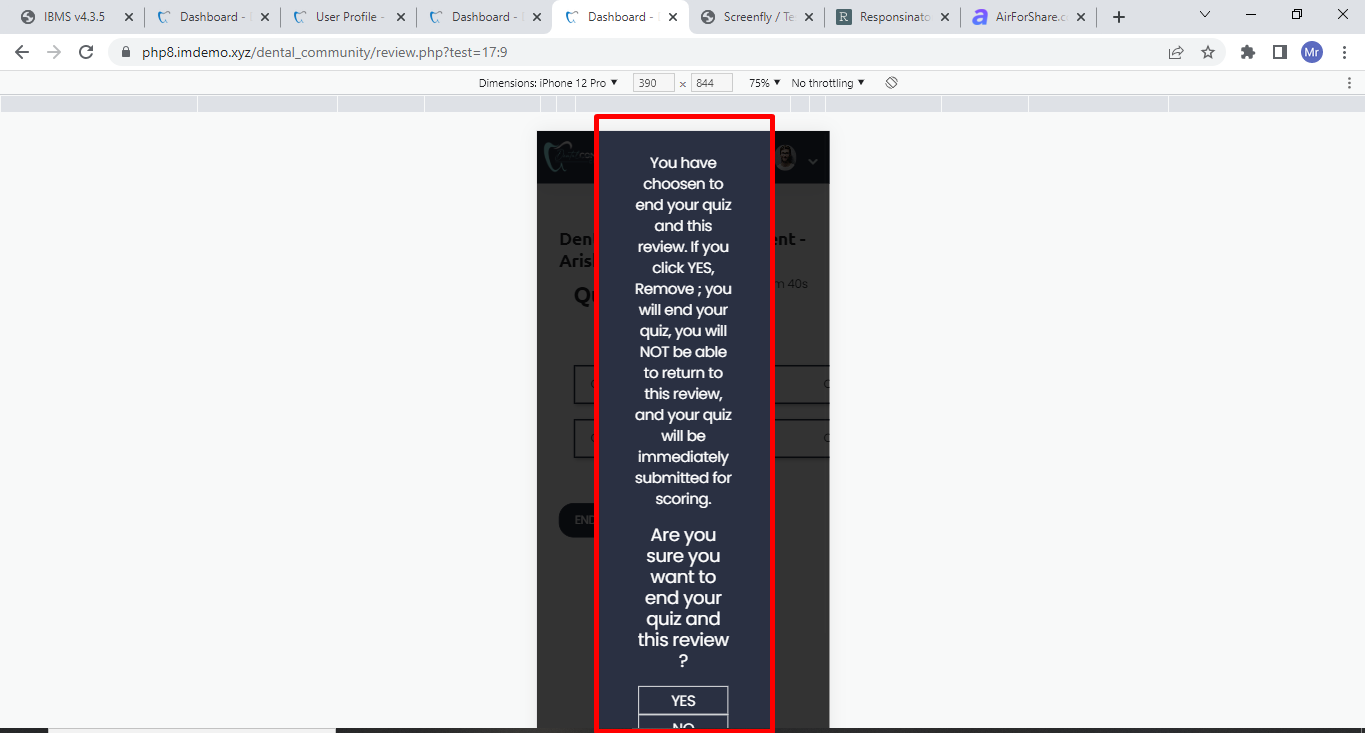 IBMS v4.3.5
Dashboard -
User Profile -
Dashboard -
Dashboard -
Screenfly / Te
Responsinato
AirForShare.c
php8.imdemo.xyz/dental_community/review.php?test=17:9
Mr
Dimensions: iPhone 12 Pro ▼ 390 × 844 75% ▼ No throttling ▼
You have
choosen to
end your quiz
and this
review. If you
click YES,
Remove ; you
will end your
quiz, you will
NOT be able
to return to
this review,
and your quiz
will be
immediately
submitted for
scoring.
Are you
sure you
want to
end your
quiz and
this review
?
YES
NO
Den
nt -
Aris
Qu
m 40s
END